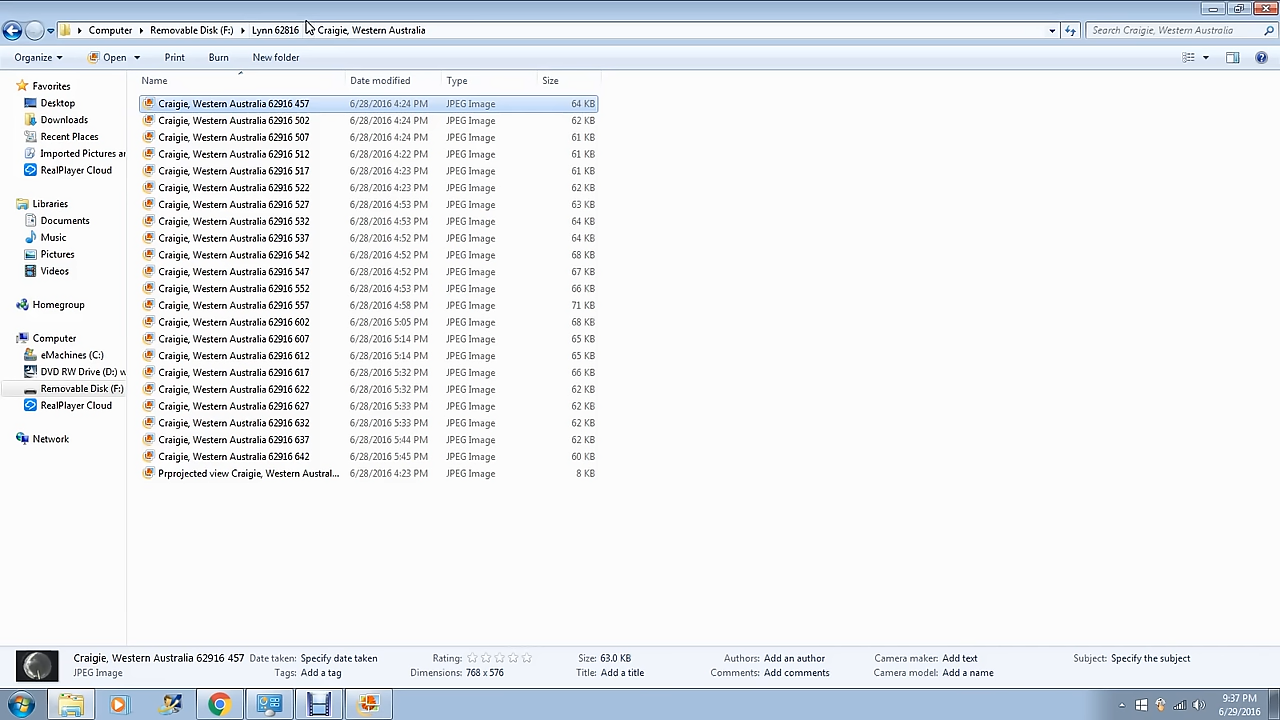 Computer Removable Disk (F:) Lynn 62816 Craigie, Western Australia Search Craigie, Western Australia
Organize Open Print Burn New folder
Name Date modified Type Size
Favorites
Desktop
Downloads
Recent Places
Imported Pictures ar
RealPlayer Cloud
Libraries
Documents
Music
Pictures
Videos
Homegroup
Computer
eMachines (C:)
DVD RW Drive (D:) w
Removable Disk (F:)
RealPlayer Cloud
Network
Craigie, Western Australia 62916 457 6/28/2016 4:24 PM JPEG Image 64 KB
Craigie, Western Australia 62916 502 6/28/2016 4:24 PM JPEG Image 62 KB
Craigie, Western Australia 62916 507 6/28/2016 4:24 PM JPEG Image 61 KB
Craigie, Western Australia 62916 512 6/28/2016 4:22 PM JPEG Image 61 KB
Craigie, Western Australia 62916 517 6/28/2016 4:23 PM JPEG Image 61 KB
Craigie, Western Australia 62916 522 6/28/2016 4:23 PM JPEG Image 62 KB
Craigie, Western Australia 62916 527 6/28/2016 4:53 PM JPEG Image 63 KB
Craigie, Western Australia 62916 532 6/28/2016 4:53 PM JPEG Image 64 KB
Craigie, Western Australia 62916 537 6/28/2016 4:52 PM JPEG Image 64 KB
Craigie, Western Australia 62916 542 6/28/2016 4:52 PM JPEG Image 68 KB
Craigie, Western Australia 62916 547 6/28/2016 4:52 PM JPEG Image 67 KB
Craigie, Western Australia 62916 552 6/28/2016 4:53 PM JPEG Image 66 KB
Craigie, Western Australia 62916 557 6/28/2016 4:58 PM JPEG Image 71 KB
Craigie, Western Australia 62916 602 6/28/2016 5:05 PM JPEG Image 68 KB
Craigie, Western Australia 62916 607 6/28/2016 5:14 PM JPEG Image 65 KB
Craigie, Western Australia 62916 612 6/28/2016 5:14 PM JPEG Image 65 KB
Craigie, Western Australia 62916 617 6/28/2016 5:32 PM JPEG Image 66 KB
Craigie, Western Australia 62916 622 6/28/2016 5:32 PM JPEG Image 62 KB
Craigie, Western Australia 62916 627 6/28/2016 5:33 PM JPEG Image 62 KB
Craigie, Western Australia 62916 632 6/28/2016 5:33 PM JPEG Image 62 KB
Craigie, Western Australia 62916 637 6/28/2016 5:44 PM JPEG Image 62 KB
Craigie, Western Australia 62916 642 6/28/2016 5:45 PM JPEG Image 60 KB
Prprojected view Craigie, Western Austral... 6/28/2016 4:23 PM JPEG Image 8 KB
Craigie, Western Australia 62916 457 Date taken: Specify date taken Rating: Size: 63.0 KB Authors: Add an author Camera maker: Add text Subject: Specify the subject
JPEG Image Tags: Add a tag Dimensions: 768 x 576 Title: Add a title Comments: Add comments Camera model: Add a name
9:37 PM
6/29/2016